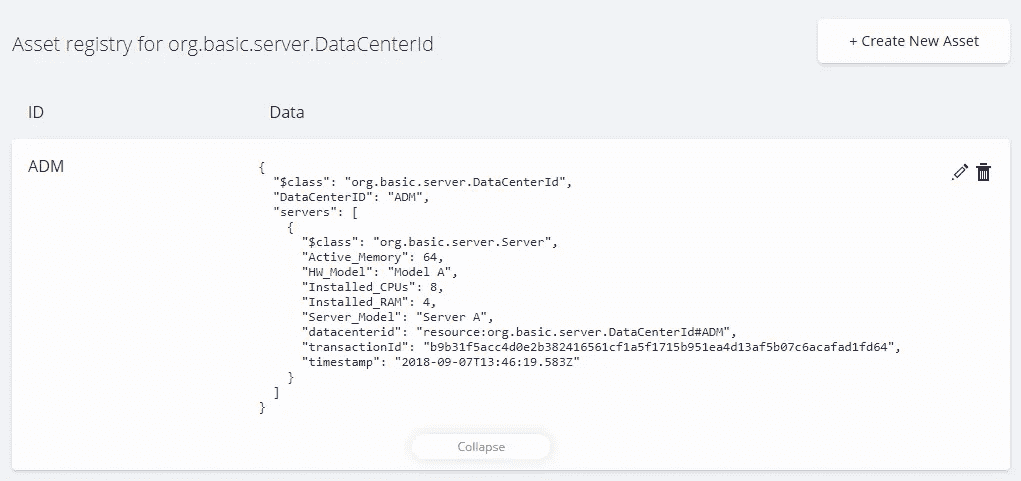 Asset registry for org.basic.server.DataCenterId
+ Create New Asset
ID Data
ADM
{
"$class": "org.basic.server.DataCenterId",
"DataCenterID": "ADM",
"servers": [
{
"$class": "org.basic.server.Server",
"Active_Memory": 64,
"HW_Model": "Model A",
"Installed_CPUs": 8,
"Installed_RAM": 4,
"Server_Model": "Server A",
"datacenterid": "resource:org.basic.server.DataCenterId#ADM",
"transactionId": "b9b31f5acc4d0e2b382416561cf1a5f1715b951ea4d13af5b07c6acafad1fd64",
"timestamp": "2018-09-07T13:46:19.583Z"
}
]
}
Collapse